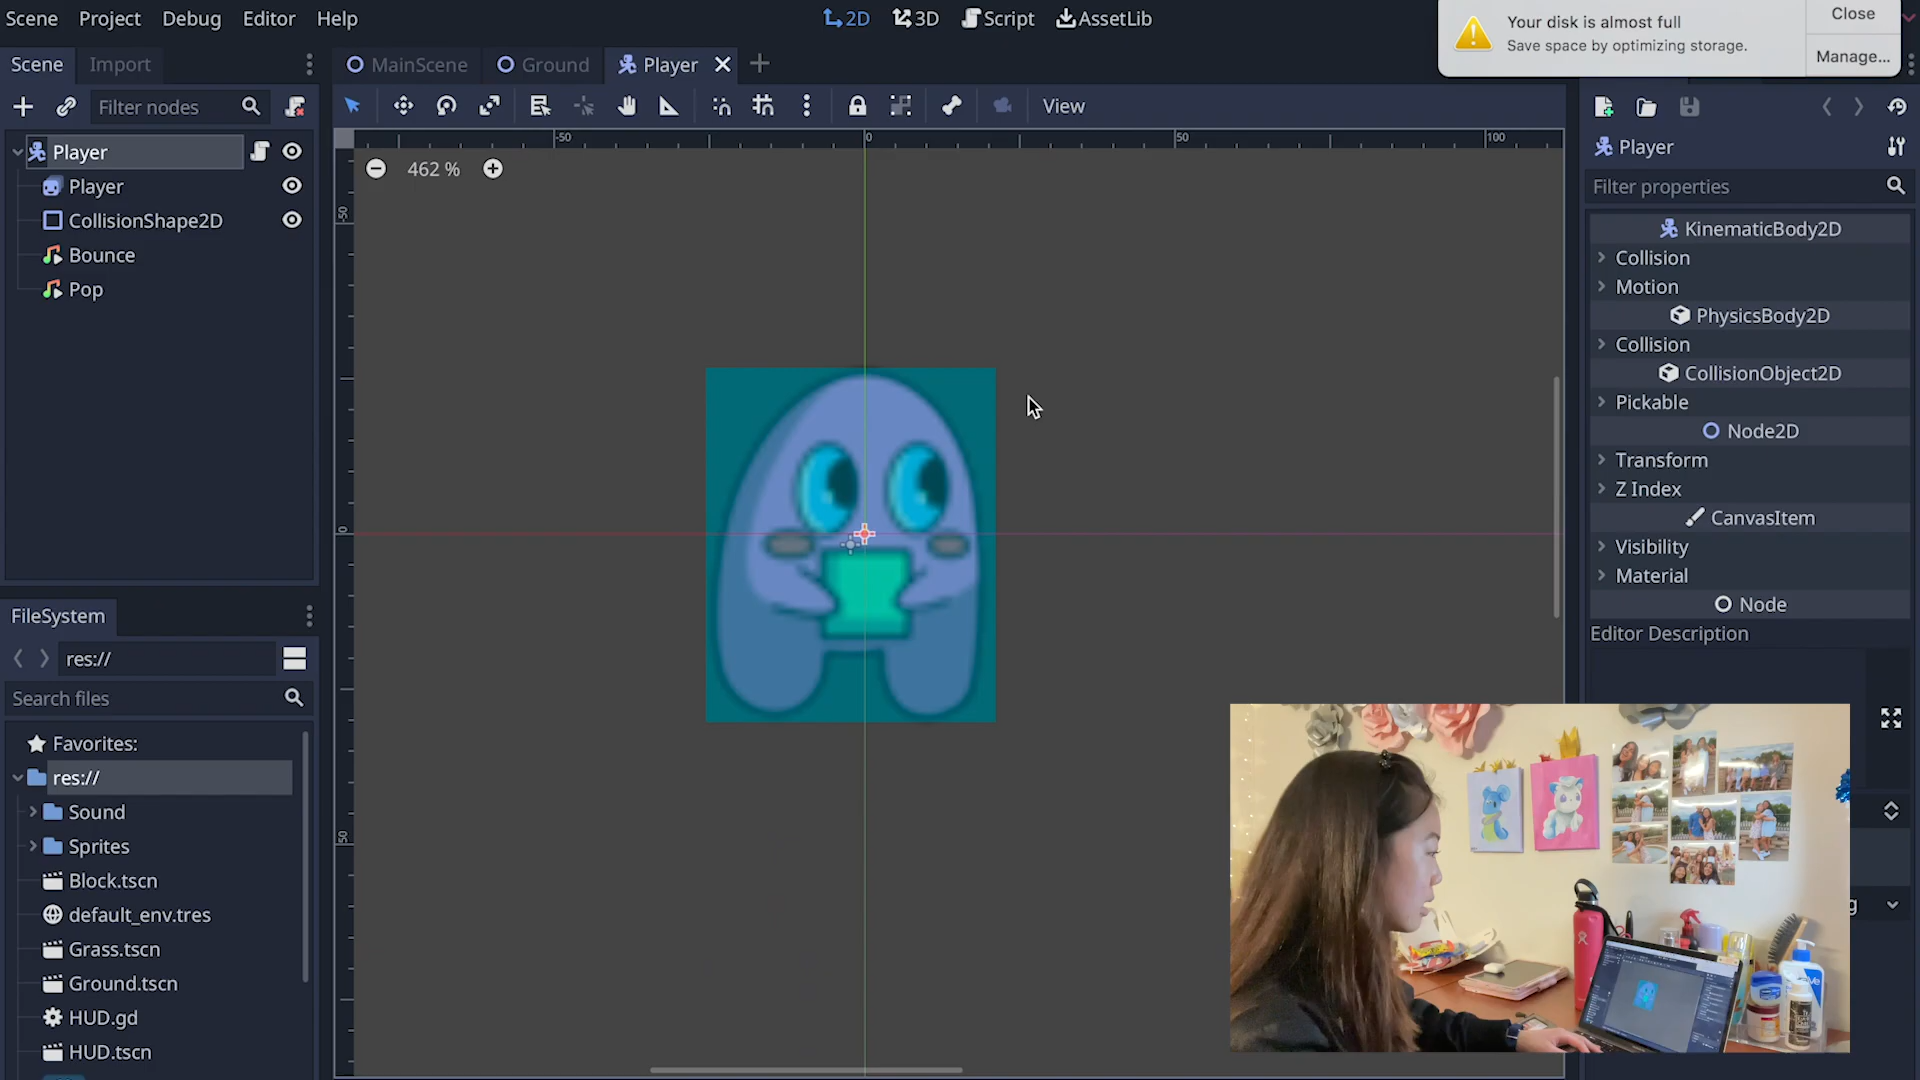 Scene Project Debug Editor Help
2D 3D Script AssetLib
Your disk is almost full
Save space by optimizing storage.
Close
Manage...
Scene Import
MainScene Ground Player
Filter nodes
View
Player
Player
CollisionShape2D
Bounce
Pop
-50 0 50 100
-50
0
50
462 %
Player
Filter properties
KinematicBody2D
Collision
Motion
PhysicsBody2D
Collision
CollisionObject2D
Pickable
Node2D
Transform
Z Index
CanvasItem
Visibility
Material
Node
Editor Description
g
FileSystem
res://
Search files
Favorites:
res://
Sound
Sprites
Block.tscn
default_env.tres
Grass.tscn
Ground.tscn
HUD.gd
HUD.tscn